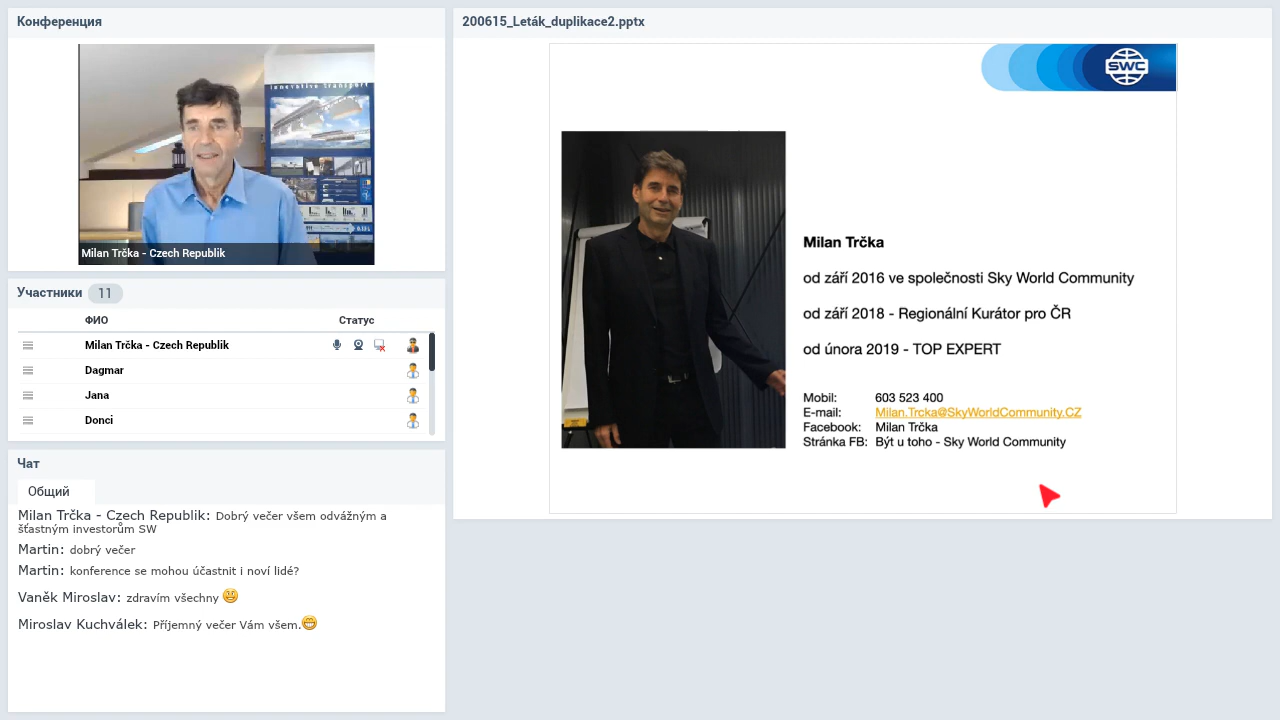 Конференция
innovative transport
Milan Trčka - Czech Republik
Участники 11
ФИО Статус
Milan Trčka - Czech Republik
Dagmar
Jana
Donci
Чат
Общий
Milan Trčka - Czech Republik: Dobrý večer všem odvážným a
šťastným investorům SW
Martin: dobrý večer
Martin: konference se mohou účastnit i noví lidé?
Vaněk Miroslav: zdravím všechny
Miroslav Kuchválek: Příjemný večer Vám všem.
200615_Leták_duplikace2.pptx
SWC
Milan Trčka
od září 2016 ve společnosti Sky World Community
od září 2018 - Regionální Kurátor pro ČR
od února 2019 - TOP EXPERT
Mobil: 603 523 400
E-mail: Milan.Trcka@SkyWorldCommunity.CZ
Facebook: Milan Trčka
Stránka FB: Být u toho - Sky World Community